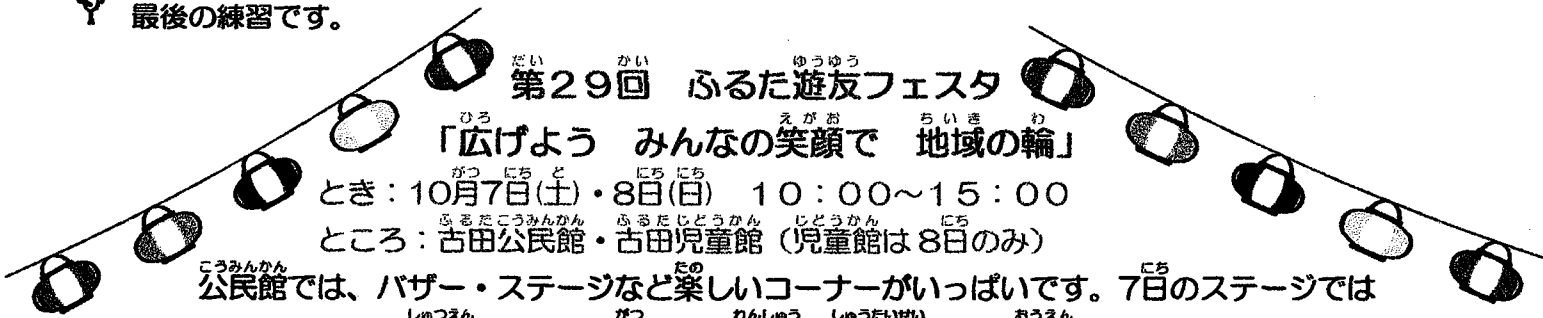 最後の練習です。
第29回 ふるた遊友フェスタ
「広げよう みんなの笑顔で 地域の輪」
とき:10月7日(土)・8日(日) 10:00~15:00
ところ:古田公民館・古田児童館(児童館は8日のみ)
公民館では、バザー・ステージなど楽しいコーナーがいっぱいです。7日のステージでは